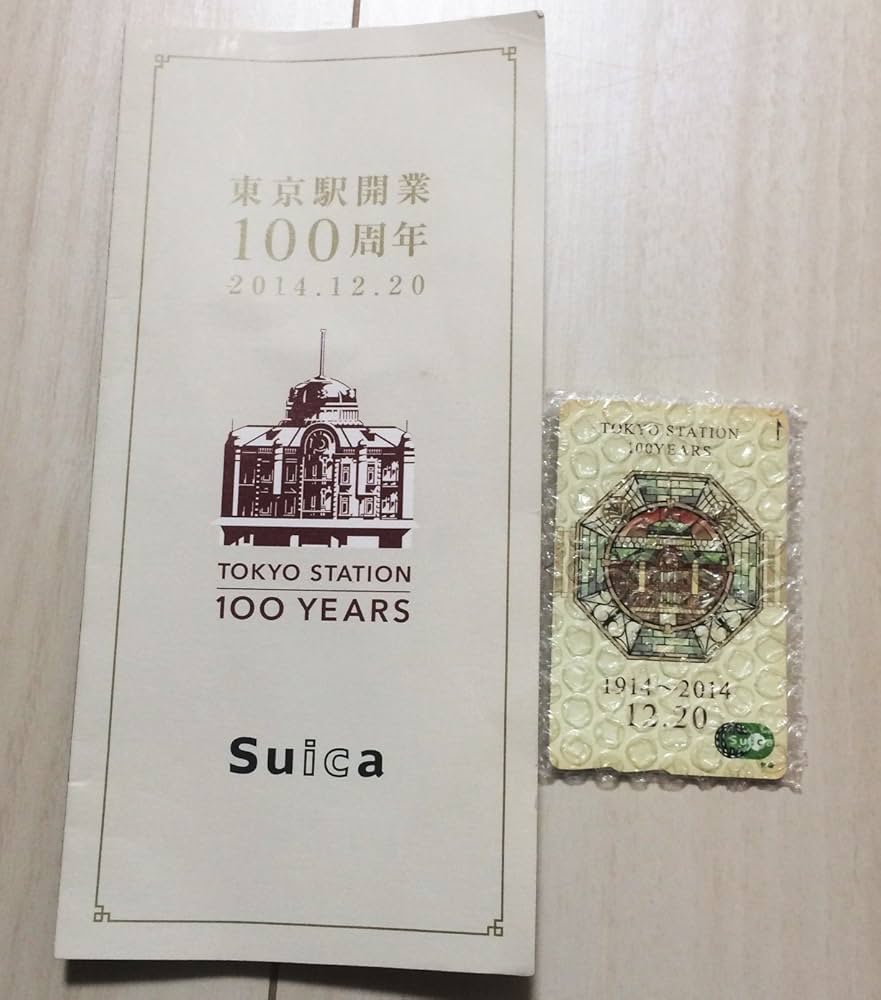 東京駅開業
100周年
2014.12.20
TOKYO STATION
100 YEARS
Suica
TOKYO STATION
100YEARS
1914～2014
12.20
Suica